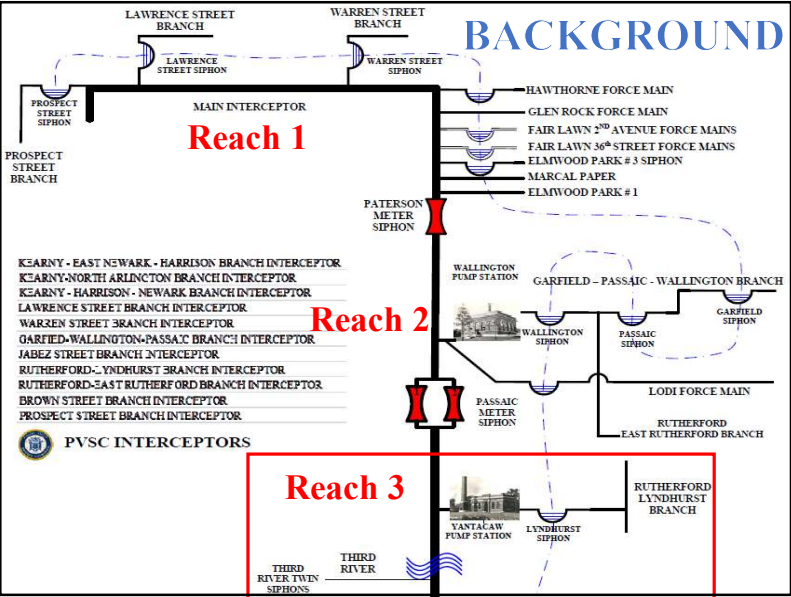 BACKGROUND
LAWRENCE STREET
BRANCH
WARREN STREET
BRANCH
LAWRENCE
STREET SIPHON
WARREN STREET
SIPHON
PROSPECT
STREET
SIPHON
MAIN INTERCEPTOR
Reach 1
PROSPECT
STREET
BRANCH
HAWTHORNE FORCE MAIN
GLEN ROCK FORCE MAIN
FAIR LAWN 2ND AVENUE FORCE MAINS
FAIR LAWN 36th STREET FORCE MAINS
ELMWOOD PARK # 3 SIPHON
MARCAL PAPER
ELMWOOD PARK # 1
PATERSON
METER
SIPHON
KEARNY - EAST NEWARK - HARRISON BRANCH INTERCEPTOR
KEARNY-NORTH ARLINGTON BRANCH INTERCEPTOR
KEARNY - HARRISON - NEWARK BRANCH INTERCEPTOR
LAWRENCE STREET BRANCH INTERCEPTOR
WARREN STREET BRANCH INTERCEPTOR
GARFIED-WALLINGTON-PASSAIC BRANCH INTERCEPTOR
JABEZ STREET BRANCH INTERCEPTOR
RUTHERFORD-LYNDHURST BRANCH INTERCEPTOR
RUTHERFORD-EAST RUTHERFORD BRANCH INTERCEPTOR
BROWN STREET BRANCH INTERCEPTOR
PROSPECT STREET BRANCH INTERCEPTOR
PVSC INTERCEPTORS
Reach 2
WALLINGTON
PUMP STATION
GARFIELD – PASSAIC - WALLINGTON BRANCH
WALLINGTON
SIPHON
PASSAIC
SIPHON
GARFIELD
SIPHON
LODI FORCE MAIN
PASSAIC
METER
SIPHON
RUTHERFORD
EAST RUTHERFORD BRANCH
Reach 3
RUTHERFORD
LYNDHURST
BRANCH
YANTACAW
PUMP STATION
LYNDHURST
SIPHON
THIRD
RIVER
THIRD
RIVER TWIN
SIPHONS